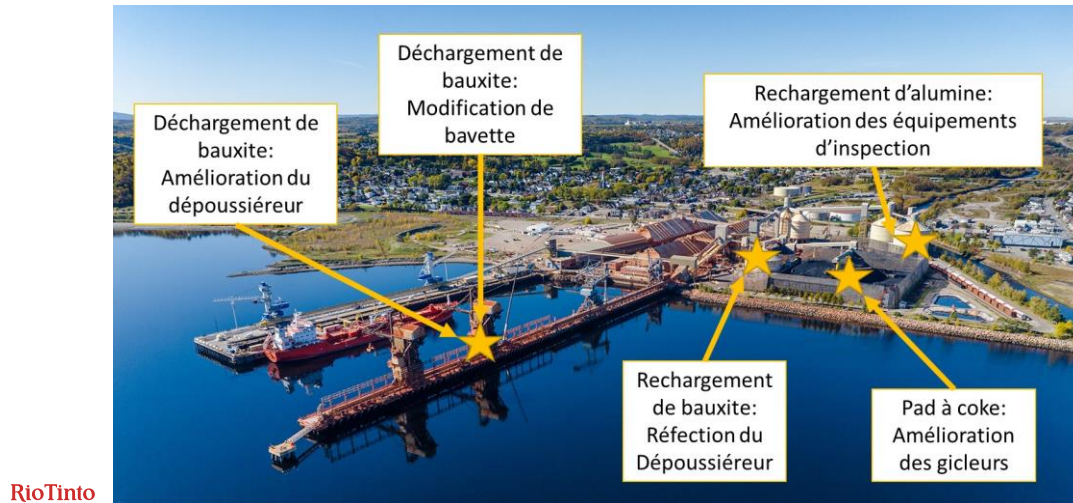 Déchargement de
bauxite:
Amélioration du
dépoussiéreur
Déchargement de
bauxite:
Modification de
bavette
Rechargement d'alumine:
Amélioration des équipements
d'inspection
Rechargement
de bauxite:
Réfection du
Dépoussiéreur
Pad à coke:
Amélioration
des gicleurs
RioTinto